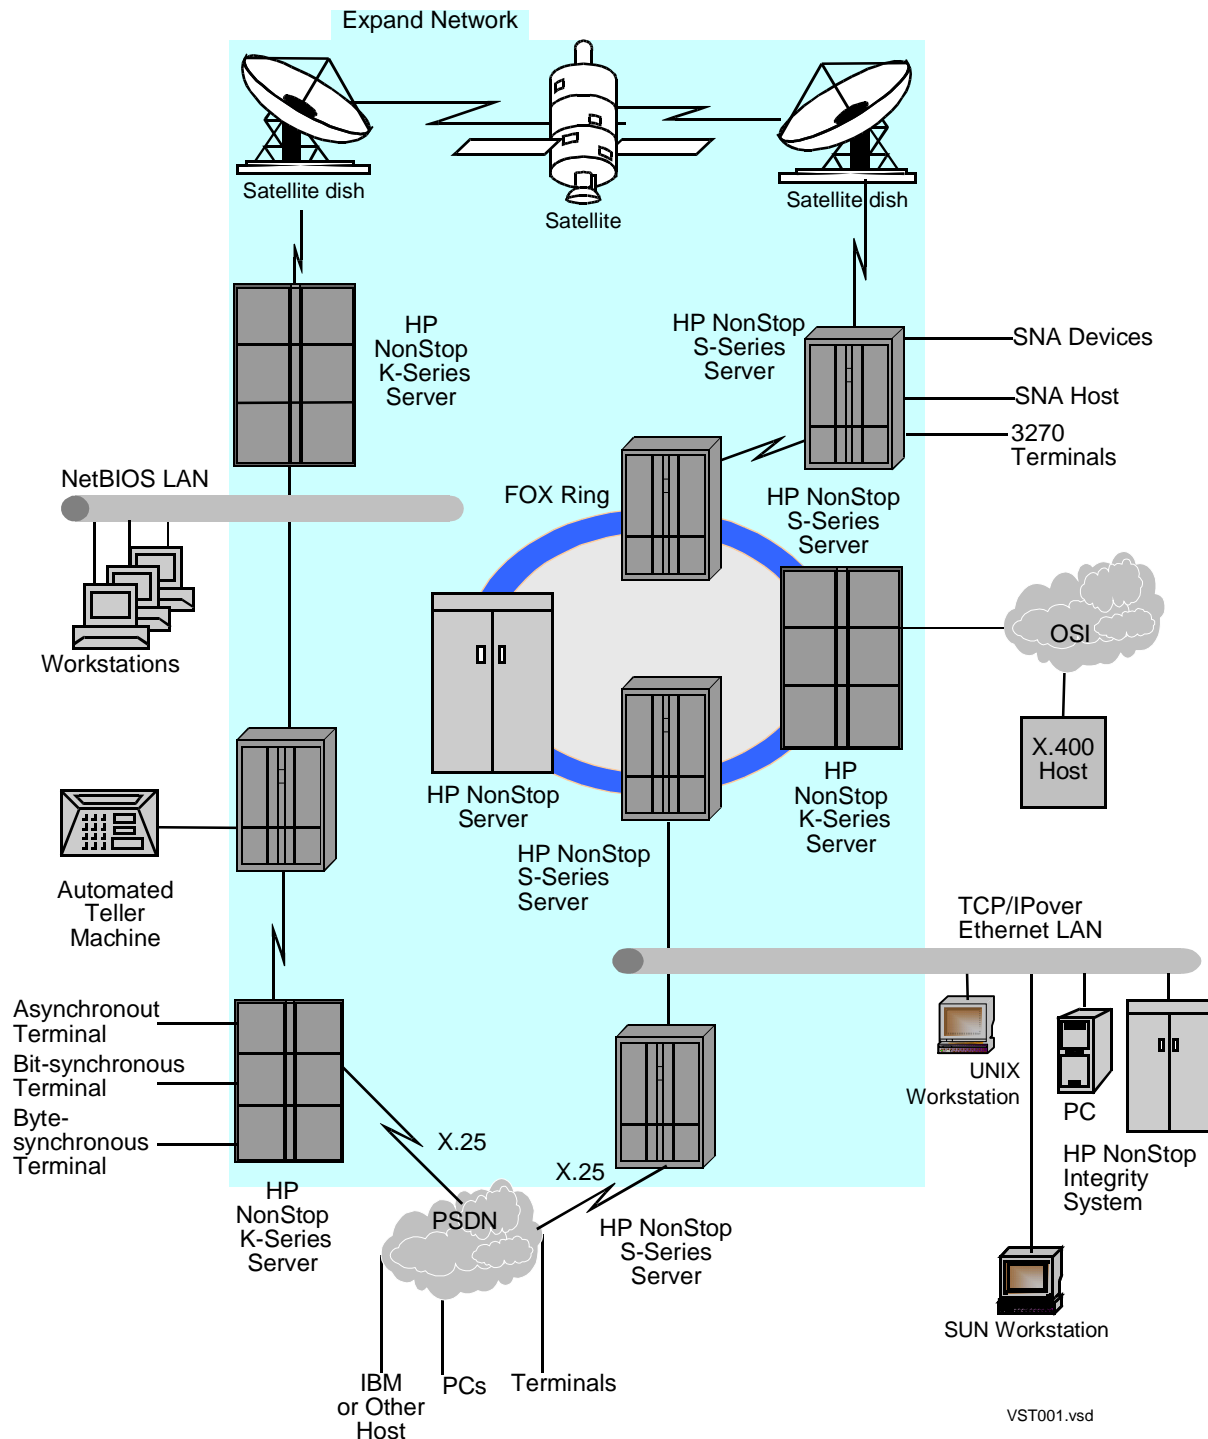 Expand Network
Satellite dish
Satellite
Satellite dish
HP
NonStop
K-Series
Server
HP NonStop
S-Series
Server
SNA Devices
SNA Host
3270
Terminals
NetBIOS LAN
FOX Ring
HP NonStop
S-Series
Server
Workstations
OSI
X.400
Host
HP NonStop
Server
HP
NonStop
K-Series
Server
HP NonStop
S-Series
Server
Automated
Teller
Machine
TCP/IPover
Ethernet LAN
Asynchronout
Terminal
Bit-synchronous
Terminal
Byte-
synchronous
Terminal
UNIX
Workstation
PC
HP NonStop
Integrity
System
X.25
X.25
HP
NonStop
K-Series
Server
PSDN
HP NonStop
S-Series
Server
SUN Workstation
IBM
or Other
Host
PCs
Terminals
VST001.vsd